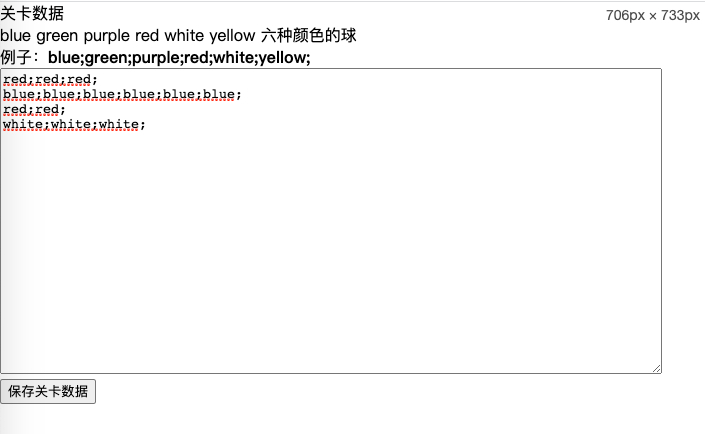 关卡数据
706px × 733px
blue green purple red white yellow 六种颜色的球
例子：blue;green;purple;red;white;yellow;
red;red;red;
blue;blue;blue;blue;blue;blue;
red;red;
white;white;white;
保存关卡数据